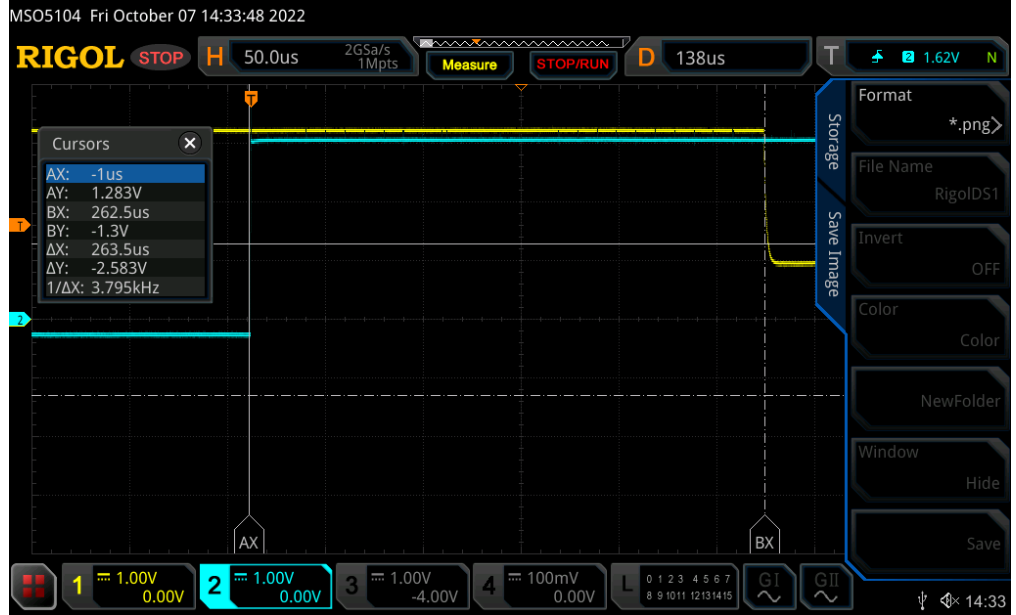 MSO5104 Fri October 07 14:33:48 2022
RIGOL STOP H 50.0us 2GSa/s 1Mpts Measure STOP/RUN D 138us T 2 1.62V N
T
Cursors
AX: -1us
AY: 1.283V
BX: 262.5us
BY: -1.3V
ΔX: 263.5us
ΔY: -2.583V
1/ΔX: 3.795kHz
T
2
AX
BX
Storage
Save Image
Format
*.png
File Name
RigolDS1
Invert
OFF
Color
Color
NewFolder
Window
Hide
Save
1 1.00V 0.00V
2 1.00V 0.00V
3 1.00V -4.00V
4 100mV 0.00V
L 0 1 2 3 4 5 6 7
8 9 10 11 12 13 14 15
GI
GII
14:33